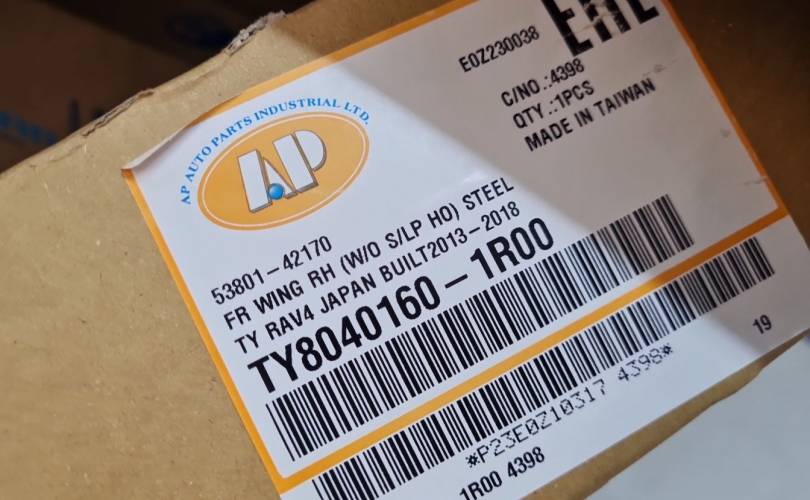 AP AUTO PARTS INDUSTRIAL LTD.
AP
E0Z230038
EAC
C/NO.:4398
QTY.:1PCS
MADE IN TAIWAN
53801-42170
FR WING RH (W/O S/LP HO) STEEL
TY RAV4 JAPAN BUILT2013-2018
TY8040160-1R00
*P23E0Z10317 4398*
1R00 4398
19